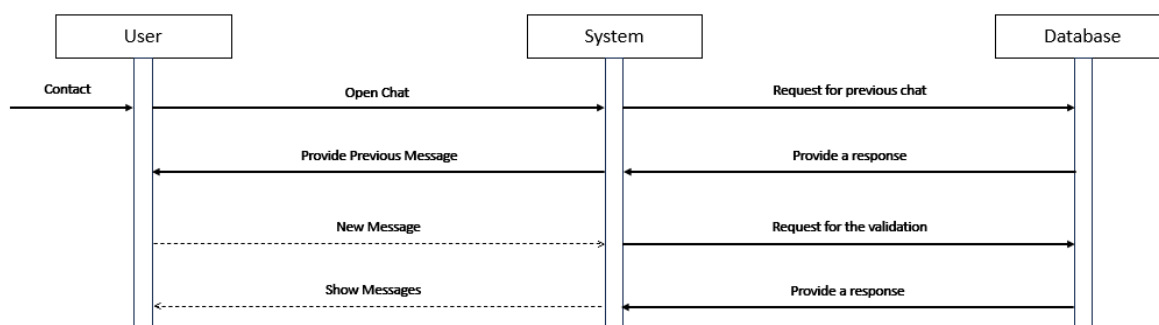 User
System
Database
Contact
Open Chat
Request for previous chat
Provide Previous Message
Provide a response
New Message
Request for the validation
Show Messages
Provide a response